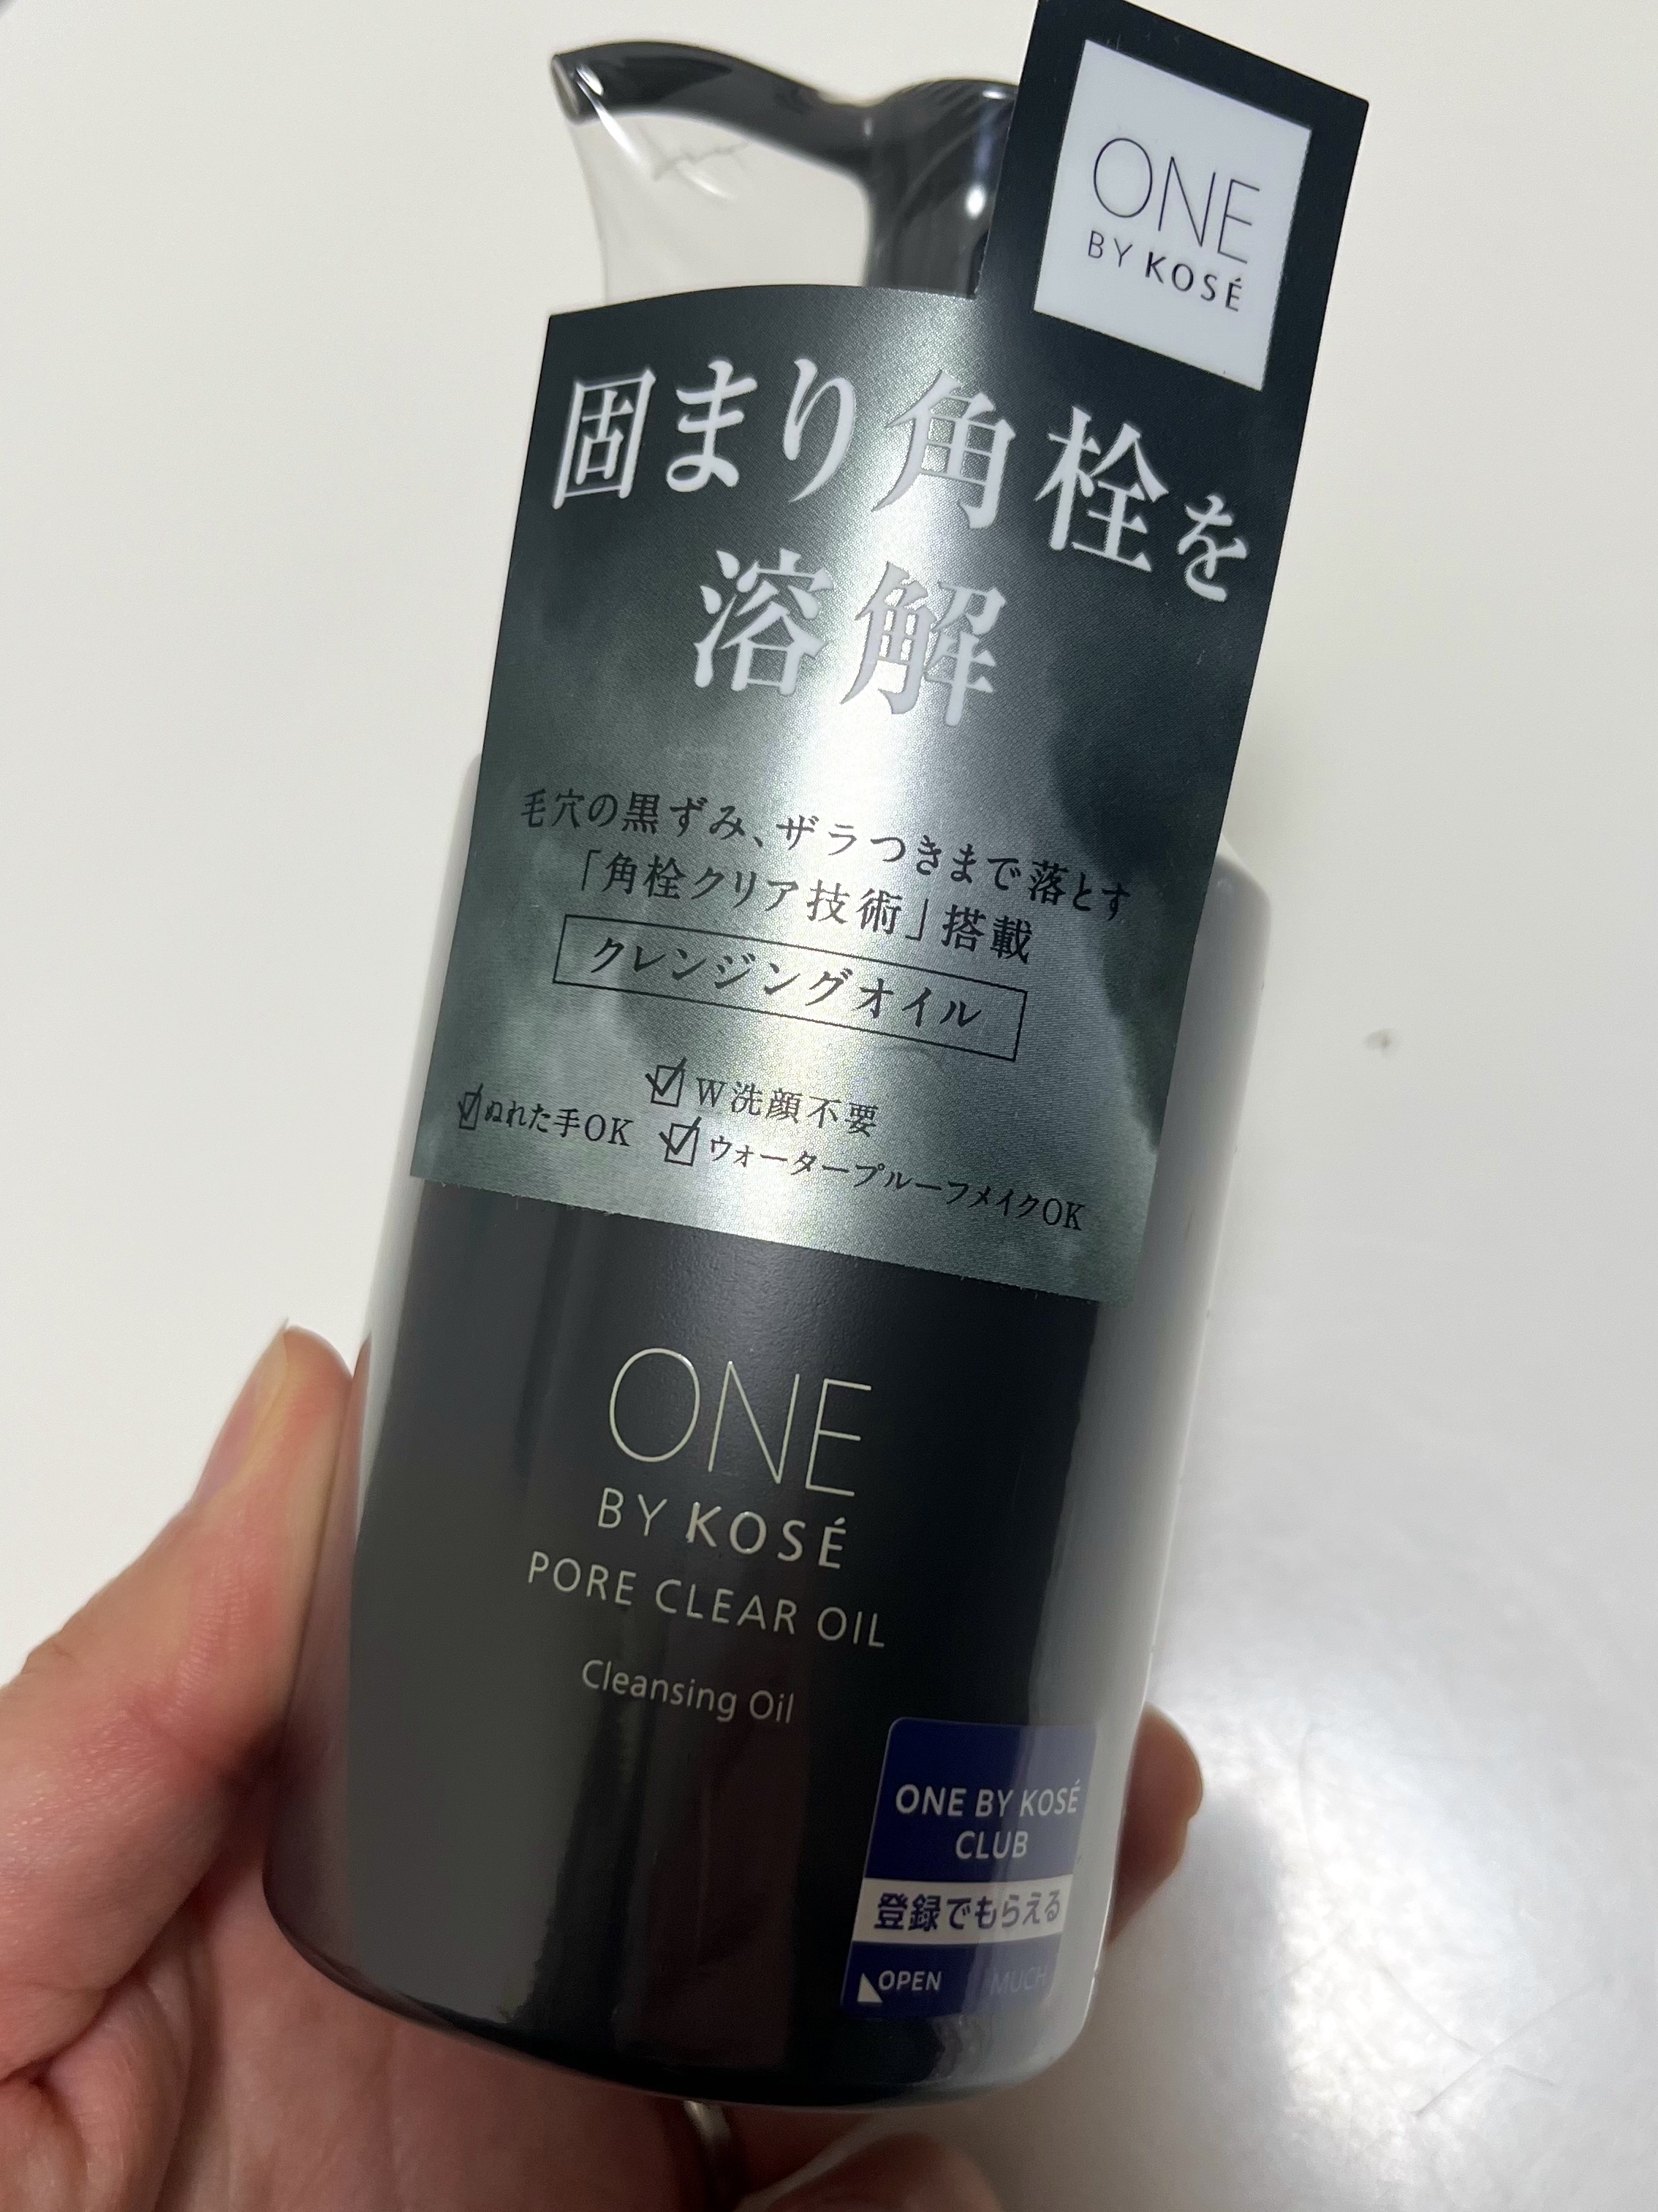 ONE
BY KOSÉ
固まり角栓を
溶解
毛穴の黒ずみ、ザラつきまで落とす
「角栓クリア技術」搭載
クレンジングオイル
W洗顔不要
ぬれた手OK ウォータープルーフメイクOK
ONE
BY KOSÉ
PORE CLEAR OIL
Cleansing Oil
ONE BY KOSÉ
CLUB
登録でもらえる
OPEN MUCH